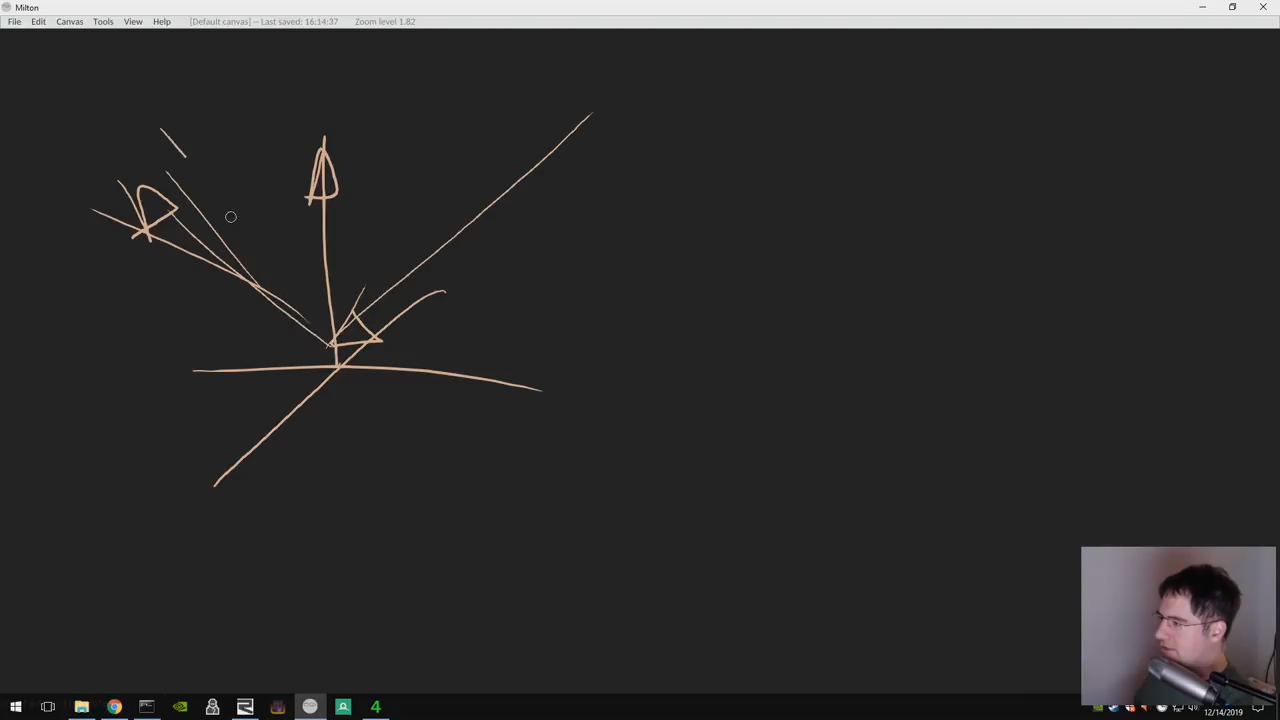 Milton
File Edit Canvas Tools View Help [Default canvas] -- Last saved: 16:14:37 Zoom level 1.82
4
12/14/2019